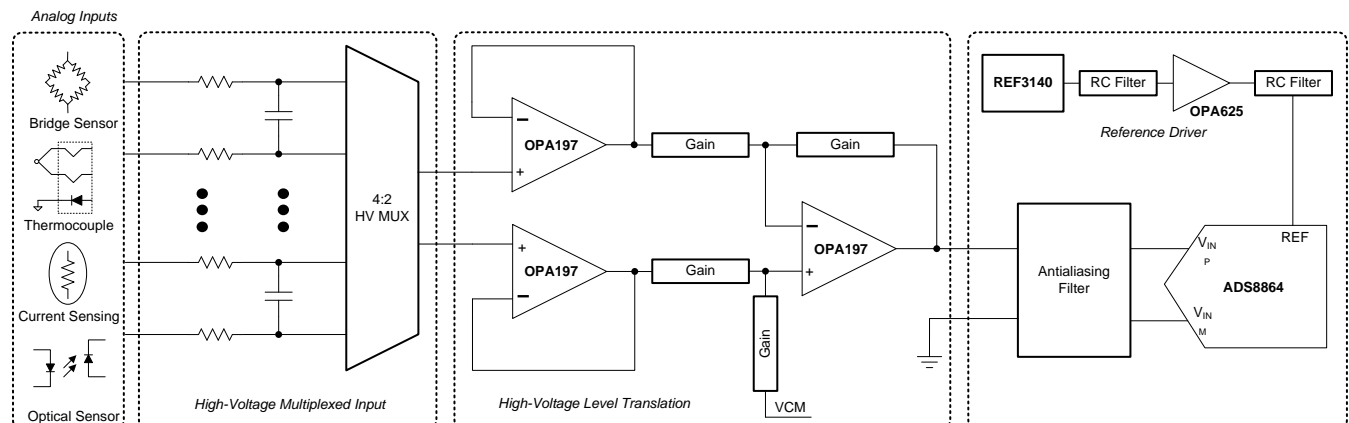 Analog Inputs
Bridge Sensor
Thermocouple
Current Sensing
Optical Sensor
4:2
HV MUX
High-Voltage Multiplexed Input
OPA197
Gain
Gain
OPA197
Gain
OPA197
Gain
VCM
High-Voltage Level Translation
REF3140
RC Filter
OPA625
RC Filter
Reference Driver
Antialiasing
Filter
REF
VIN
P
ADS8864
VIN
M